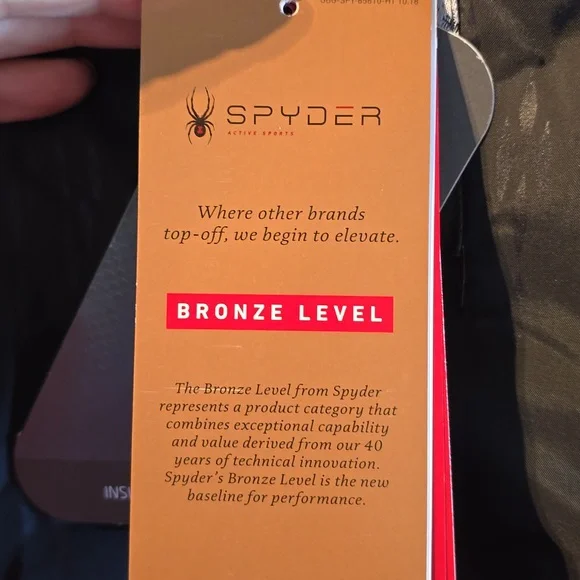 SPYDER
ACTIVE SPORTS
Where other brands
top-off, we begin to elevate.
BRONZE LEVEL
The Bronze Level from Spyder
represents a product category that
combines exceptional capability
and value derived from our 40
years of technical innovation.
Spyder's Bronze Level is the new
baseline for performance.
INS